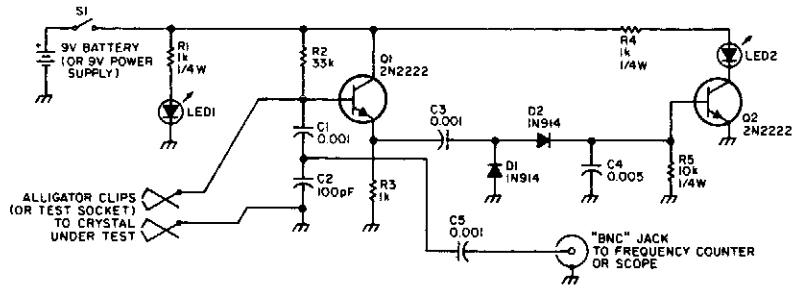 S1
9V BATTERY
(OR 9V POWER
SUPPLY)
R1
1k
1/4W
LED1
R2
33k
Q1
2N2222
C1
0.001
C2
100pF
R3
1k
C3
0.001
D1
1N914
D2
1N914
C4
0.005
R4
1k
1/4W
LED2
Q2
2N2222
R5
10k
1/4W
ALLIGATOR CLIPS
(OR TEST SOCKET)
TO CRYSTAL
UNDER TEST
C5
0.001
"BNC" JACK
TO FREQUENCY COUNTER
OR SCOPE